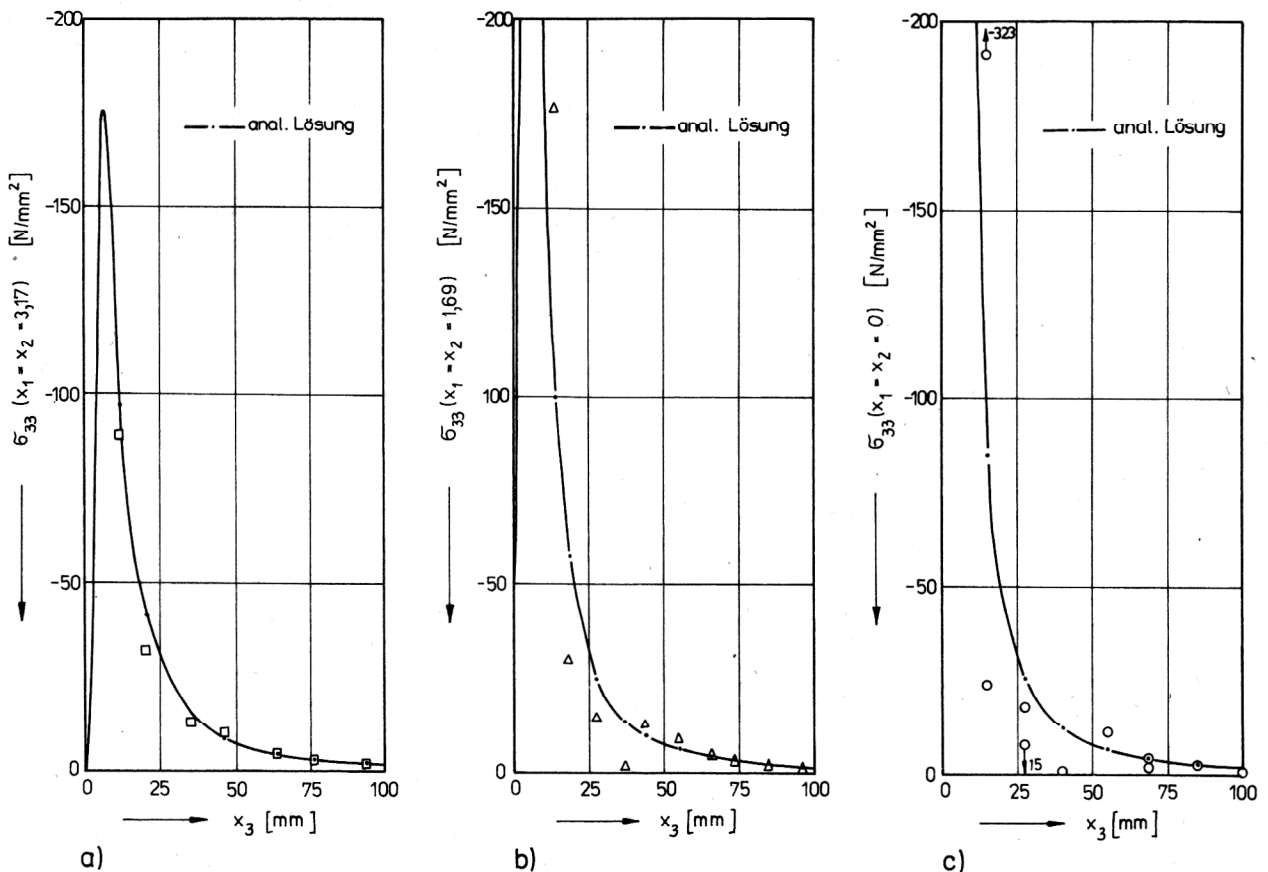 -200
-150
-100
-50
0
0 25 50 75 100
x₃ [mm]
σ₃₃ (x₁ = x₂ = 3,17) [N/mm²]
anal. Lösung
a)
-200
-150
100
-50
0
0 25 50 75 100
x₃ [mm]
σ₃₃ (x₁ = x₂ = 1,69) [N/mm²]
anal. Lösung
b)
-200
-150
-100
-50
0
0 25 50 75 100
x₃ [mm]
σ₃₃ (x₁ = x₂ = 0) [N/mm²]
anal. Lösung
-323
15
c)